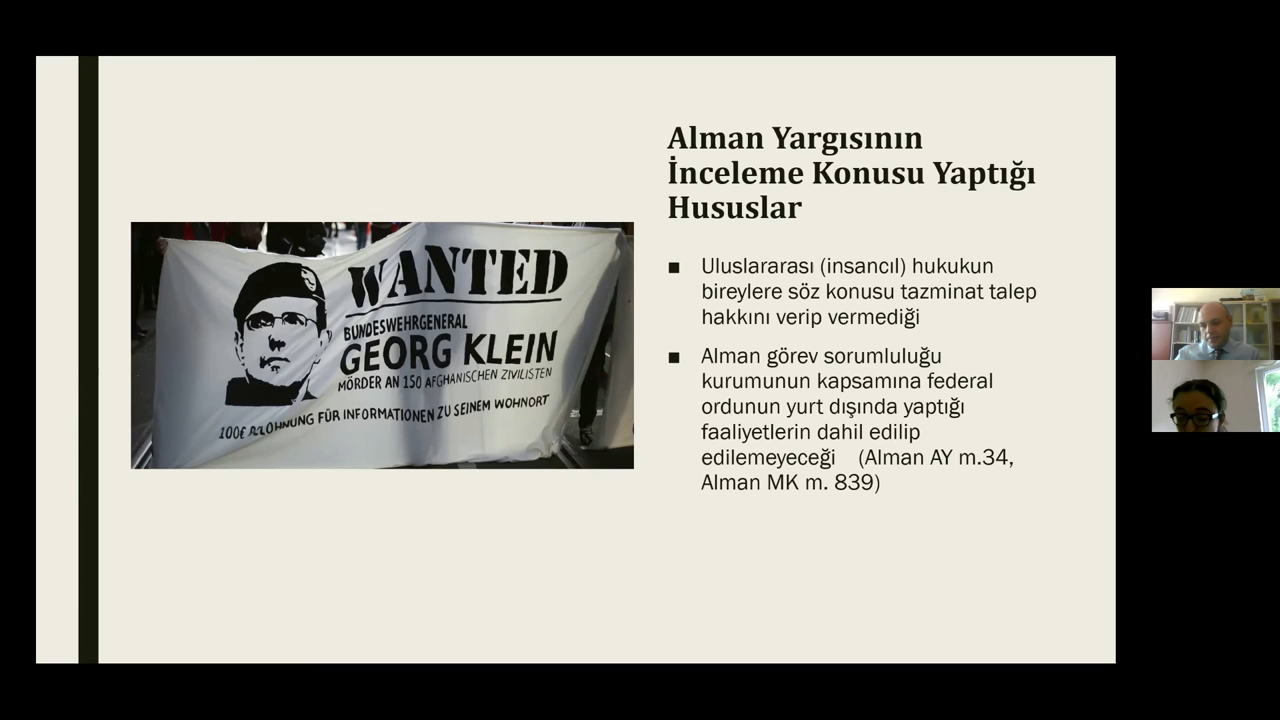 Alman Yargısının
İnceleme Konusu Yaptığı
Hususlar
WANTED
BUNDESWEHRGENERAL
GEORG KLEIN
MÖRDER AN 150 AFGHANISCHEN ZIVILISTEN
100€ BELOHNUNG FÜR INFORMATIONEN ZU SEINEM WOHNORT
■ Uluslararası (insancıl) hukukun
bireylere söz konusu tazminat talep
hakkını verip vermediği
■ Alman görev sorumluluğu
kurumunun kapsamına federal
ordunun yurt dışında yaptığı
faaliyetlerin dahil edilip
edilemeyeceği (Alman AY m.34,
Alman MK m. 839)